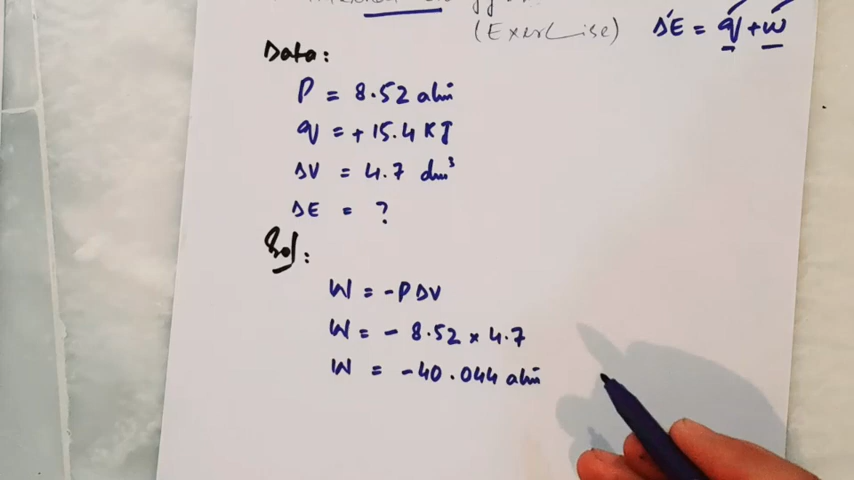 (Exercise) ΔE = q + w
Data:
P = 8.52 atm
q = + 15.4 KJ
ΔV = 4.7 dm³
ΔE = ?
Sol:
W = - P ΔV
W = - 8.52 × 4.7
W = - 40.044 atm